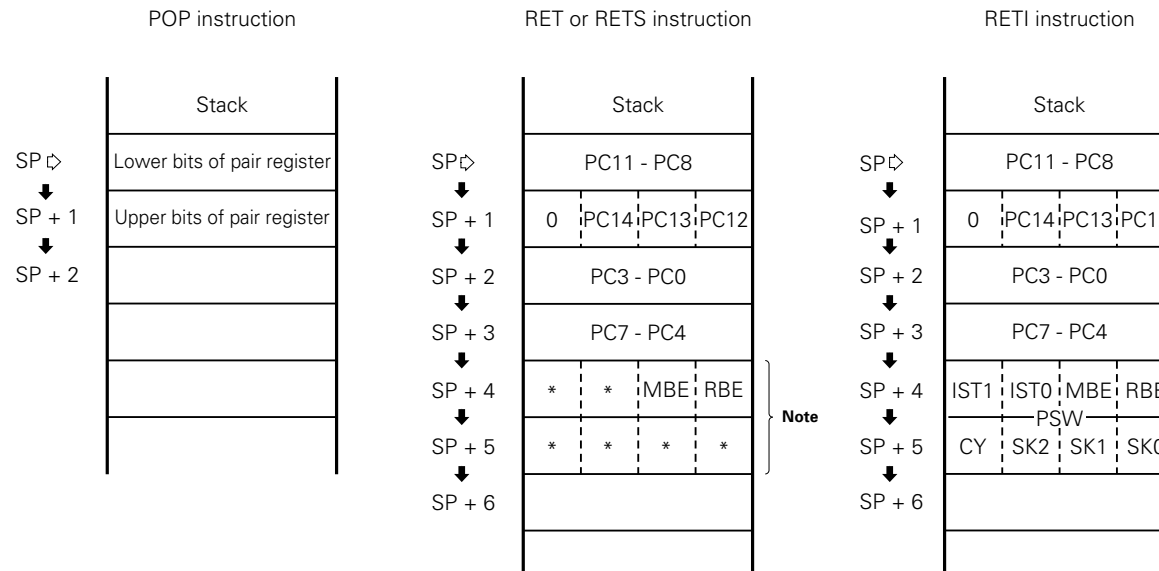 POP instruction
RET or RETS instruction
RETI instruction
Stack
SP
Lower bits of pair register
SP + 1
Upper bits of pair register
SP + 2
Stack
SP
PC11 - PC8
SP + 1
0 PC14 PC13 PC12
SP + 2
PC3 - PC0
SP + 3
PC7 - PC4
SP + 4
* * MBE RBE
Note
SP + 5
* * * *
SP + 6
Stack
SP
PC11 - PC8
SP + 1
0 PC14 PC13
SP + 2
PC3 - PC0
SP + 3
PC7 - PC4
SP + 4
IST1 IST0 MBE RBE
PSW
SP + 5
CY SK2 SK1 SK0
SP + 6